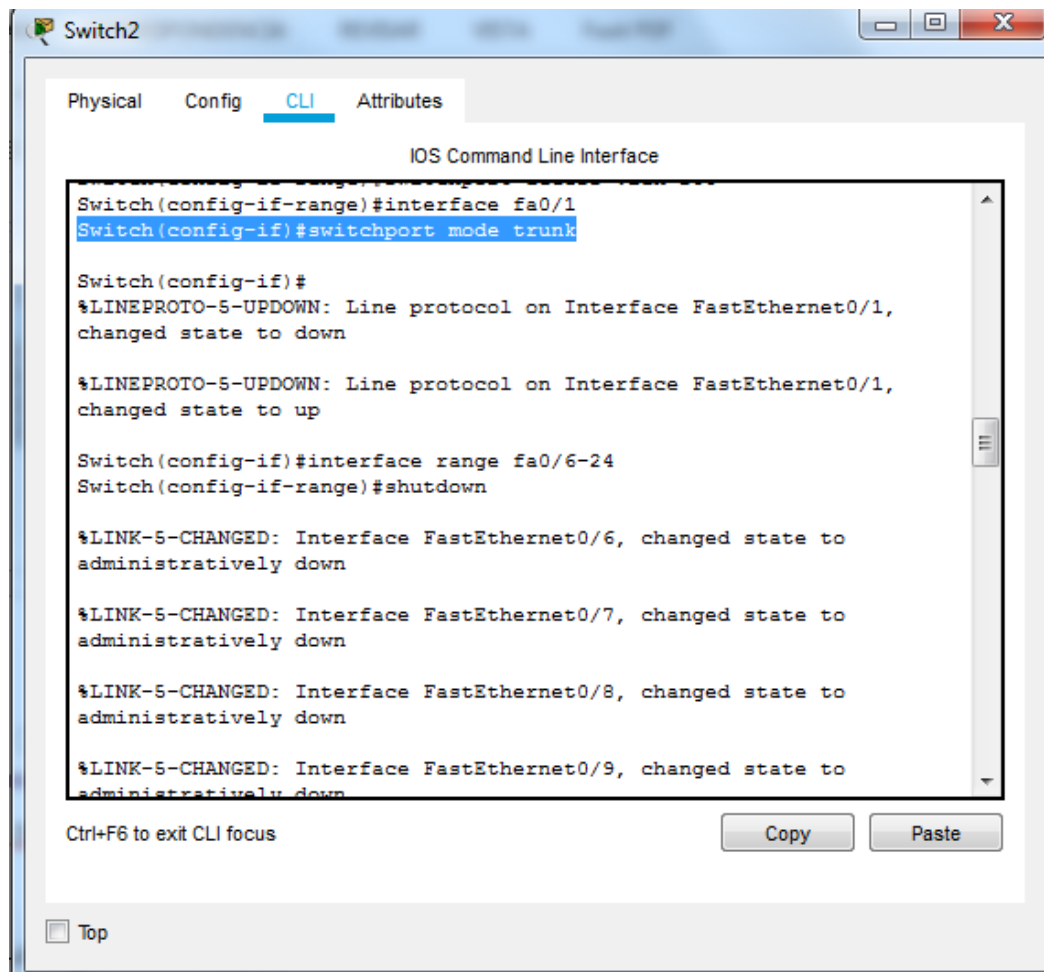 Switch2
Physical Config CLI Attributes
IOS Command Line Interface
Switch(config-if-range)#interface fa0/1
Switch(config-if)#switchport mode trunk
Switch(config-if)#
%LINEPROTO-5-UPDOWN: Line protocol on Interface FastEthernet0/1,
changed state to down
%LINEPROTO-5-UPDOWN: Line protocol on Interface FastEthernet0/1,
changed state to up
Switch(config-if)#interface range fa0/6-24
Switch(config-if-range)#shutdown
%LINK-5-CHANGED: Interface FastEthernet0/6, changed state to
administratively down
%LINK-5-CHANGED: Interface FastEthernet0/7, changed state to
administratively down
%LINK-5-CHANGED: Interface FastEthernet0/8, changed state to
administratively down
%LINK-5-CHANGED: Interface FastEthernet0/9, changed state to
administratively down
Ctrl+F6 to exit CLI focus
Copy Paste
Top